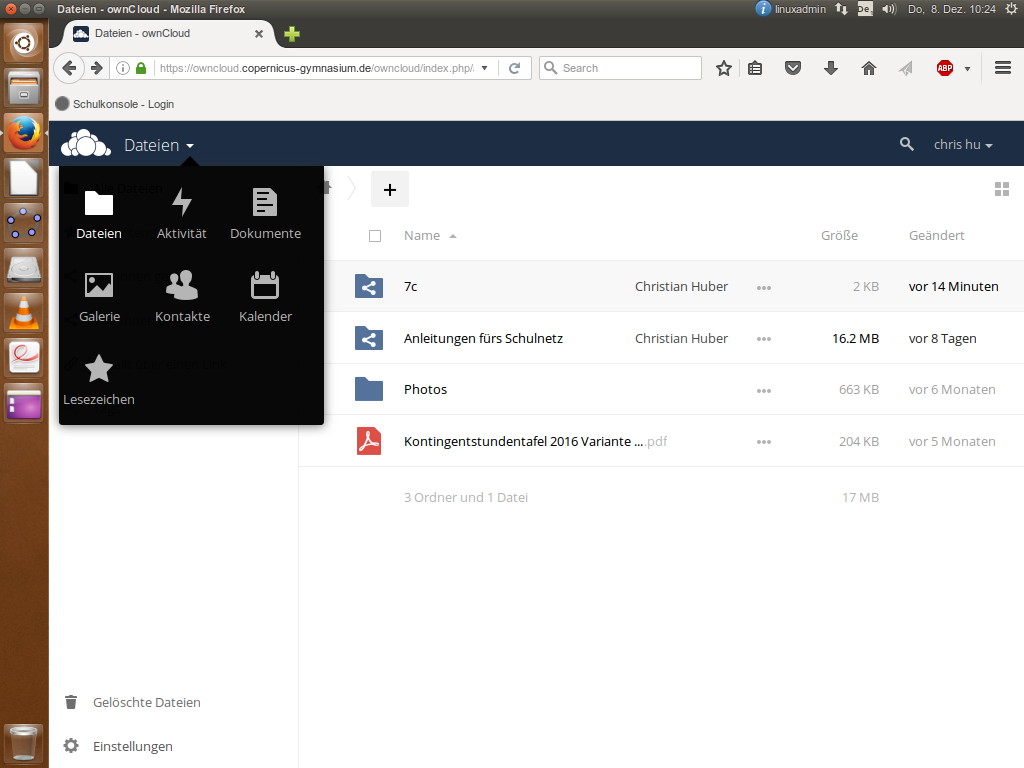 Dateien - ownCloud - Mozilla Firefox
linuxadmin
De
Do, 8. Dez. 10:24
Dateien - ownCloud
https://owncloud.copernicus-gymnasium.de/owncloud/index.php/
Search
ABP
Schulkonsole - Login
Dateien
chris hu
Dateien Aktivität Dokumente
Galerie Kontakte Kalender
Lesezeichen
Name Größe Geändert
7c Christian Huber 2 KB vor 14 Minuten
Anleitungen fürs Schulnetz Christian Huber 16.2 MB vor 8 Tagen
Photos 663 KB vor 6 Monaten
Kontingentstundentafel 2016 Variante ....pdf 204 KB vor 5 Monaten
3 Ordner und 1 Datei 17 MB
Gelöschte Dateien
Einstellungen